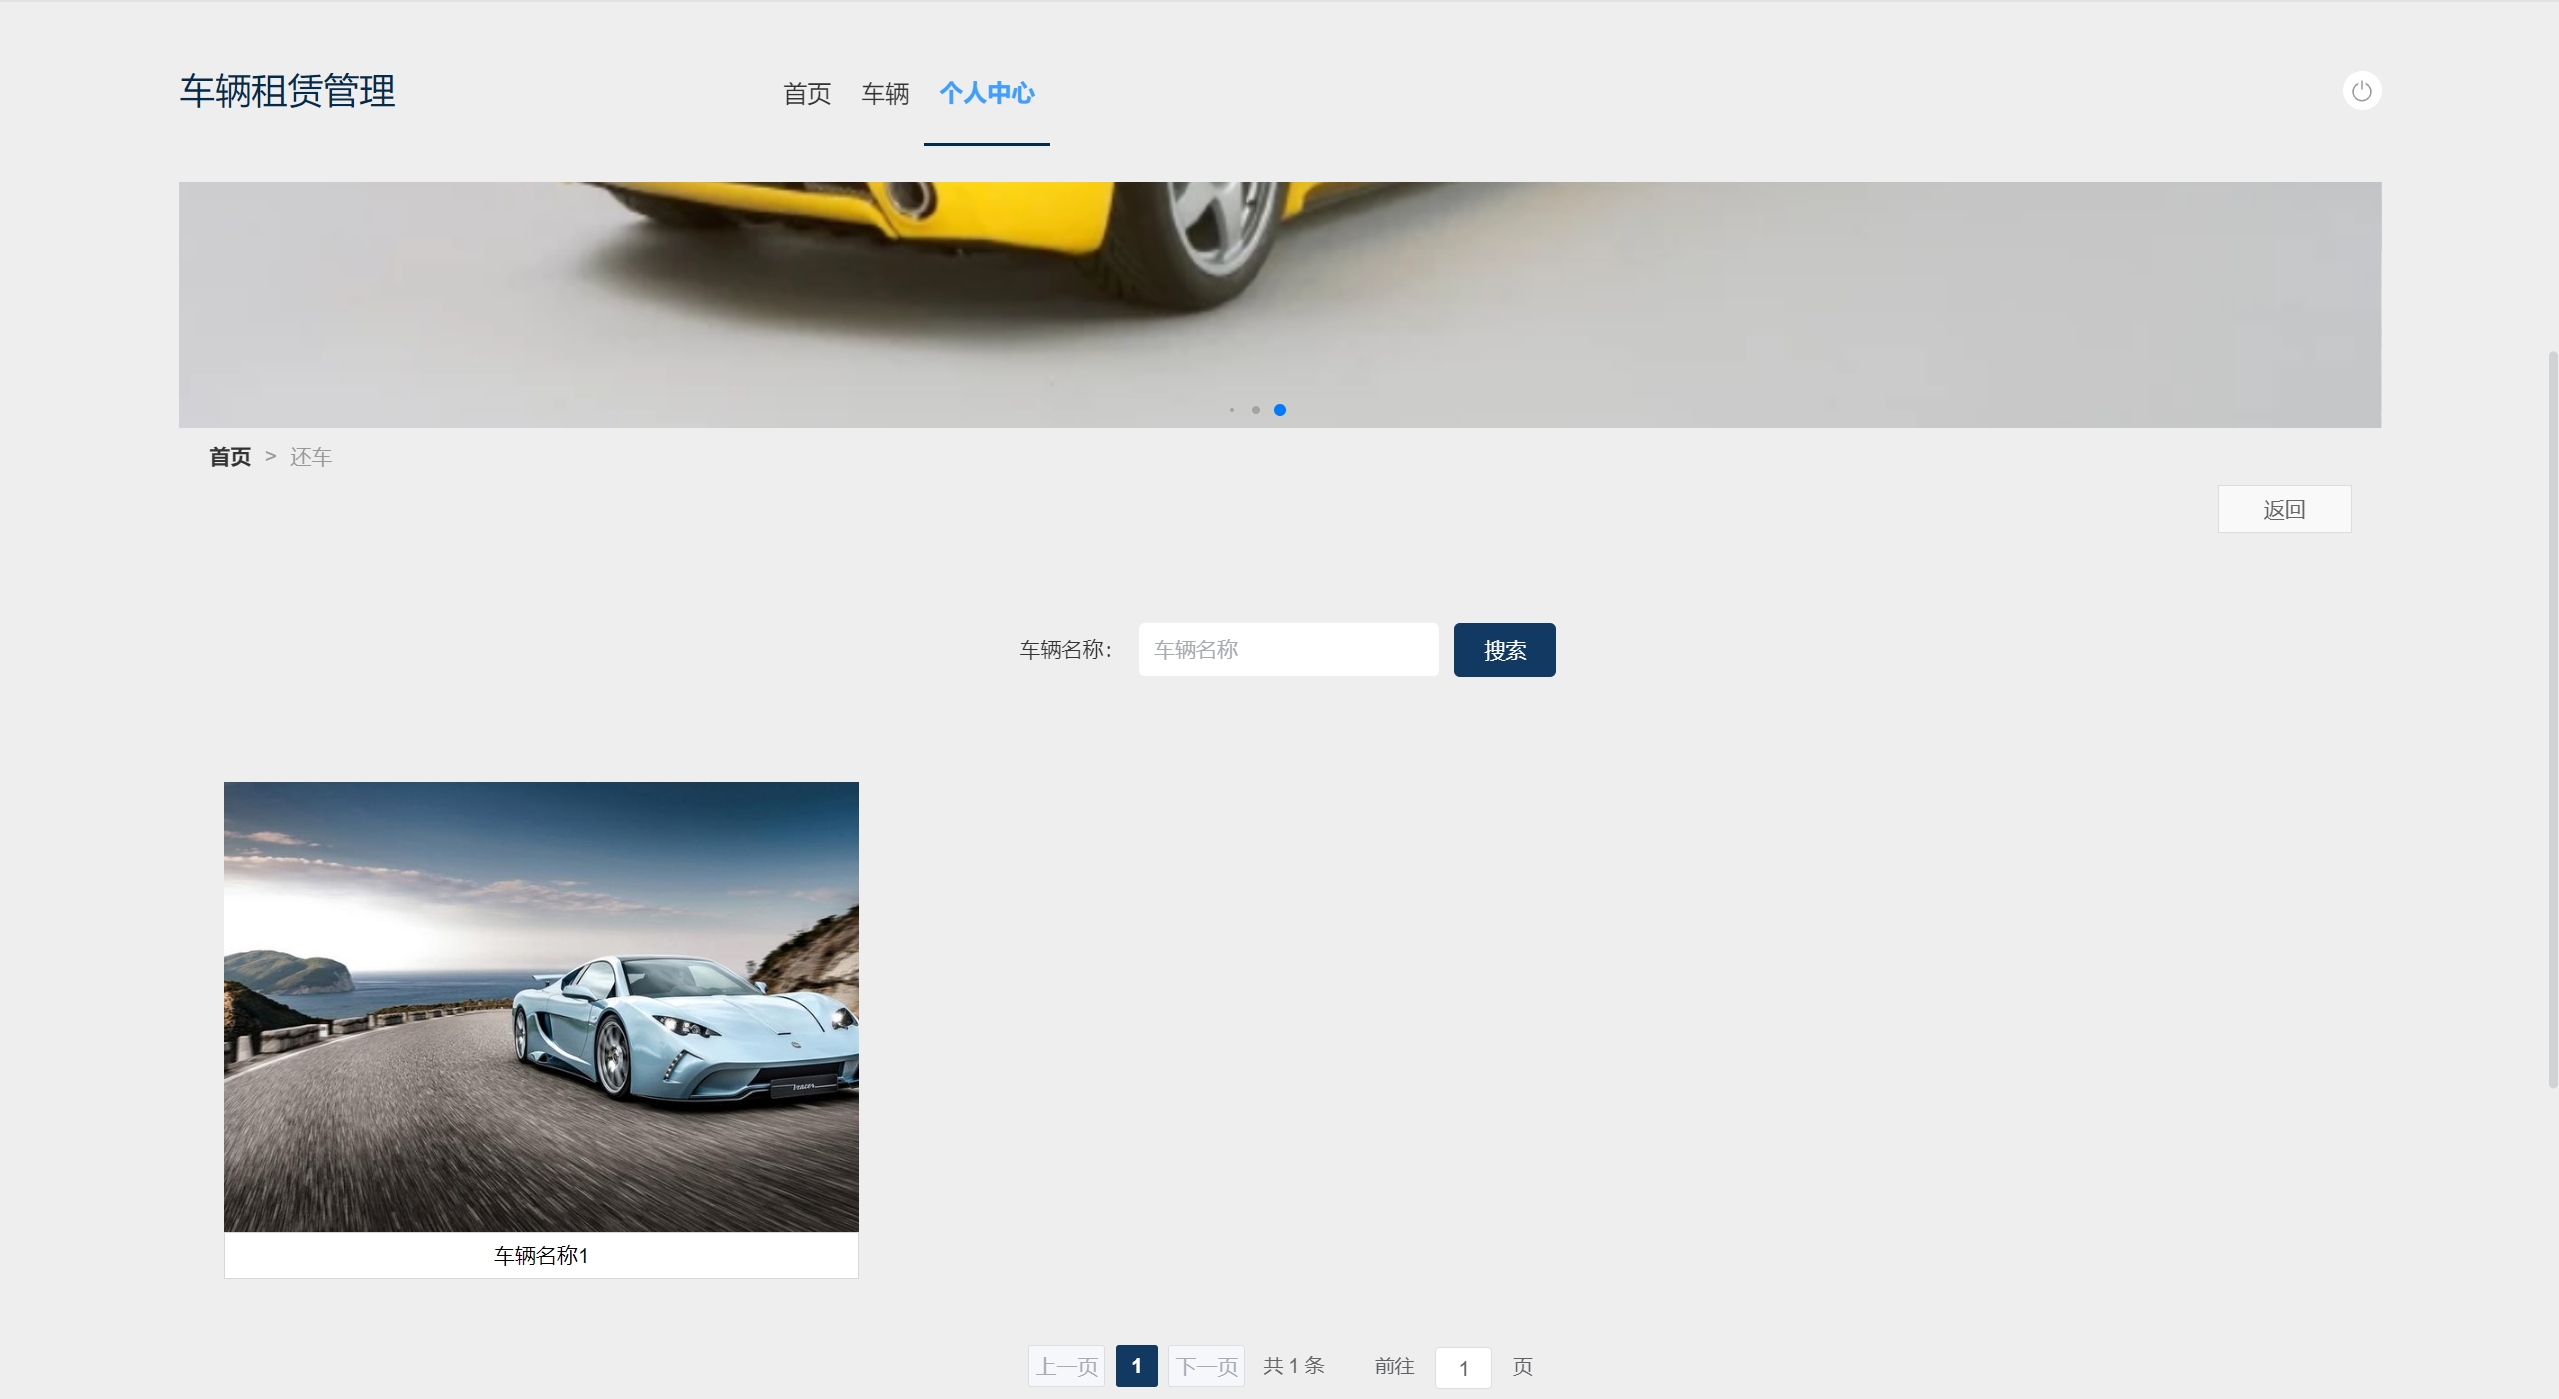 车辆租赁管理
首页 车辆 个人中心
首页 > 还车
返回
车辆名称： 车辆名称 搜索
Vencer
车辆名称1
上一页 1 下一页 共 1 条 前往 1 页